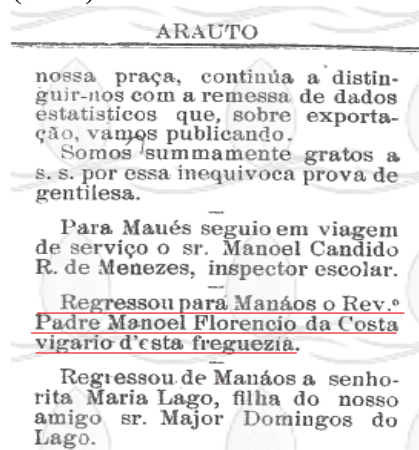 ARAUTO
nossa praça, continúa a distin-
guir-nos com a remessa de dados
estatisticos que, sobre exporta-
ção, vamos publicando.
Somos summamente gratos a
s. s. por essa inequivoca prova de
gentilesa.
Para Maués seguio em viagem
de serviço o sr. Manoel Candido
R. de Menezes, inspector escolar.
Regressou para Manáos o Rev.º
Padre Manoel Florencio da Costa
vigario d'esta freguezia.
Regressou de Manáos a senho-
rita Maria Lago, filha do nosso
amigo sr. Major Domingos do
Lago.